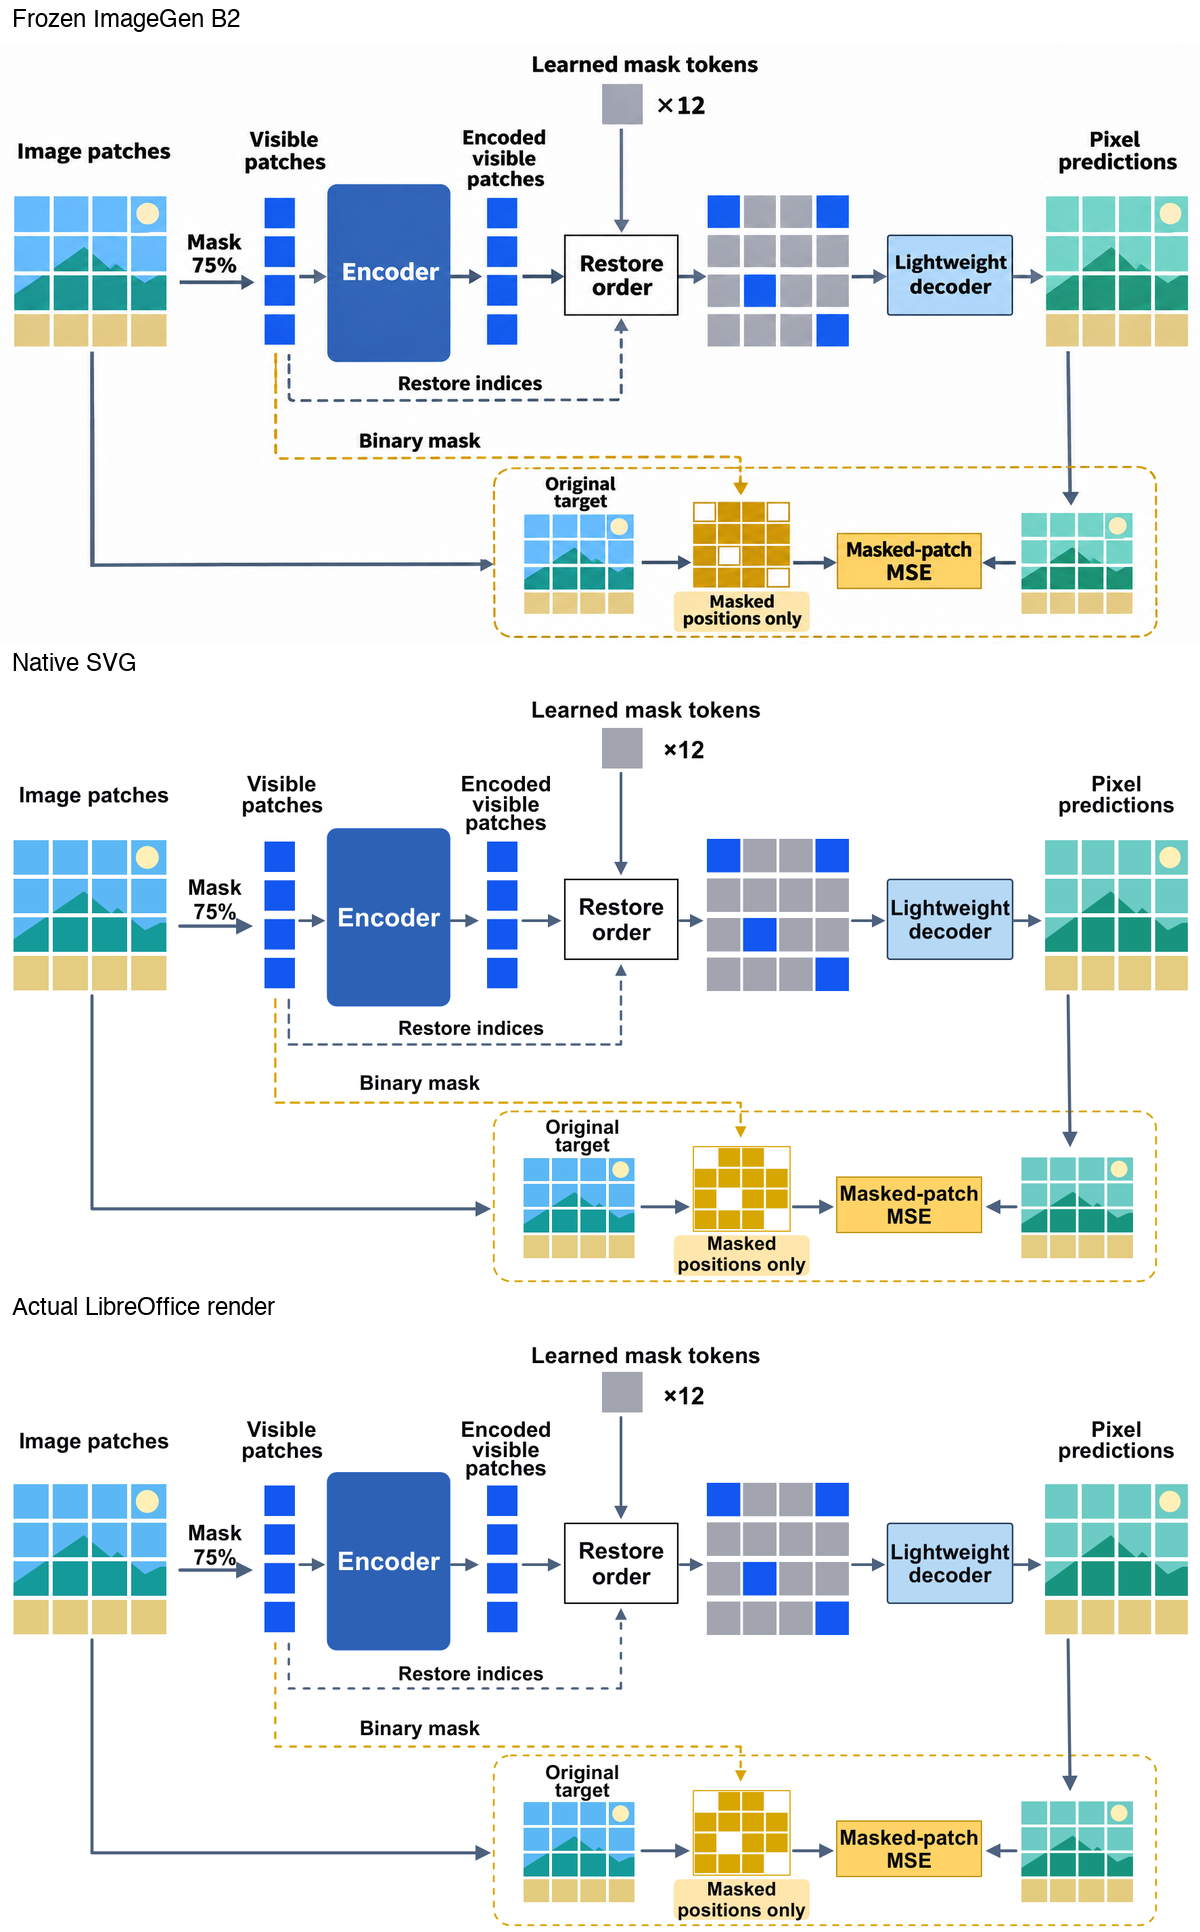 Frozen ImageGen B2
Learned mask tokens
×12
Image patches
Visible
patches
Encoded
visible
patches
Pixel
predictions
Mask
75%
Encoder
Restore
order
Lightweight
decoder
Restore indices
Binary mask
Original
target
Masked-patch
MSE
Masked
positions only
Native SVG
Learned mask tokens
×12
Image patches
Visible
patches
Encoded
visible
patches
Pixel
predictions
Mask
75%
Encoder
Restore
order
Lightweight
decoder
Restore indices
Binary mask
Original
target
Masked-patch
MSE
Masked
positions only
Actual LibreOffice render
Learned mask tokens
×12
Image patches
Visible
patches
Encoded
visible
patches
Pixel
predictions
Mask
75%
Encoder
Restore
order
Lightweight
decoder
Restore indices
Binary mask
Original
target
Masked-patch
MSE
Masked
positions only